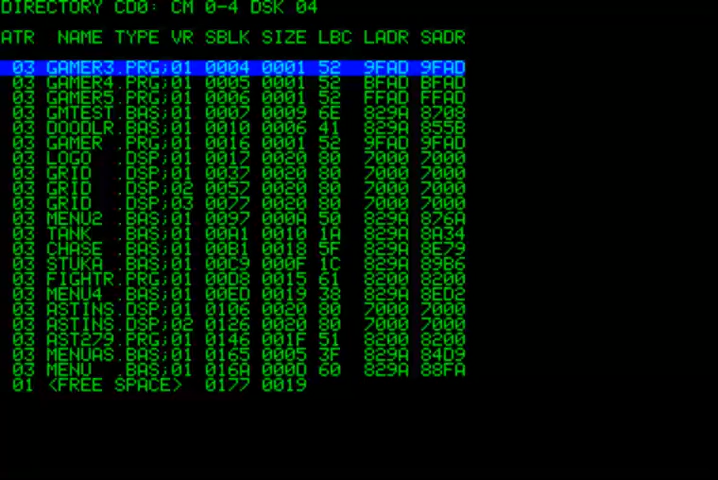 DIRECTORY CD0: CM 0-4 DSK 04
ATR NAME TYPE VR SBLK SIZE LBC LADR SADR
03 GAMER3.PRG;01 0004 0001 52 9FAD 9FAD
03 GAMER4.PRG;01 0005 0001 52 BFAD BFAD
03 GAMER5.PRG;01 0006 0001 52 FFAD FFAD
03 GMTEST.BAS;01 0007 0009 6E 829A 8708
03 DOODLR.BAS;01 0010 0006 41 829A 855B
03 GAMER .PRG;01 0016 0001 52 9FAD 9FAD
03 LOGO .DSP;01 0017 0020 80 7000 7000
03 GRID .DSP;01 0037 0020 80 7000 7000
03 GRID .DSP;02 0057 0020 80 7000 7000
03 GRID .DSP;03 0077 0020 80 7000 7000
03 MENU2 .BAS;01 0097 000A 50 829A 876A
03 TANK .BAS;01 00A1 0010 1A 829A 8A34
03 CHASE .BAS;01 00B1 0018 5F 829A 8E79
03 STUKA .BAS;01 00C9 000F 1C 829A 89B6
03 FIGHTR.PRG;01 00D8 0015 61 8200 8200
03 MENU4 .BAS;01 00ED 0019 38 829A 8ED2
03 ASTINS.DSP;01 0106 0020 80 7000 7000
03 ASTINS.DSP;02 0126 0020 80 7000 7000
03 AST279.PRG;01 0146 001F 51 8200 8200
03 MENUAS.BAS;01 0165 0005 3F 829A 84D9
03 MENU .BAS;01 016A 000D 60 829A 88FA
01 <FREE SPACE> 0177 0019